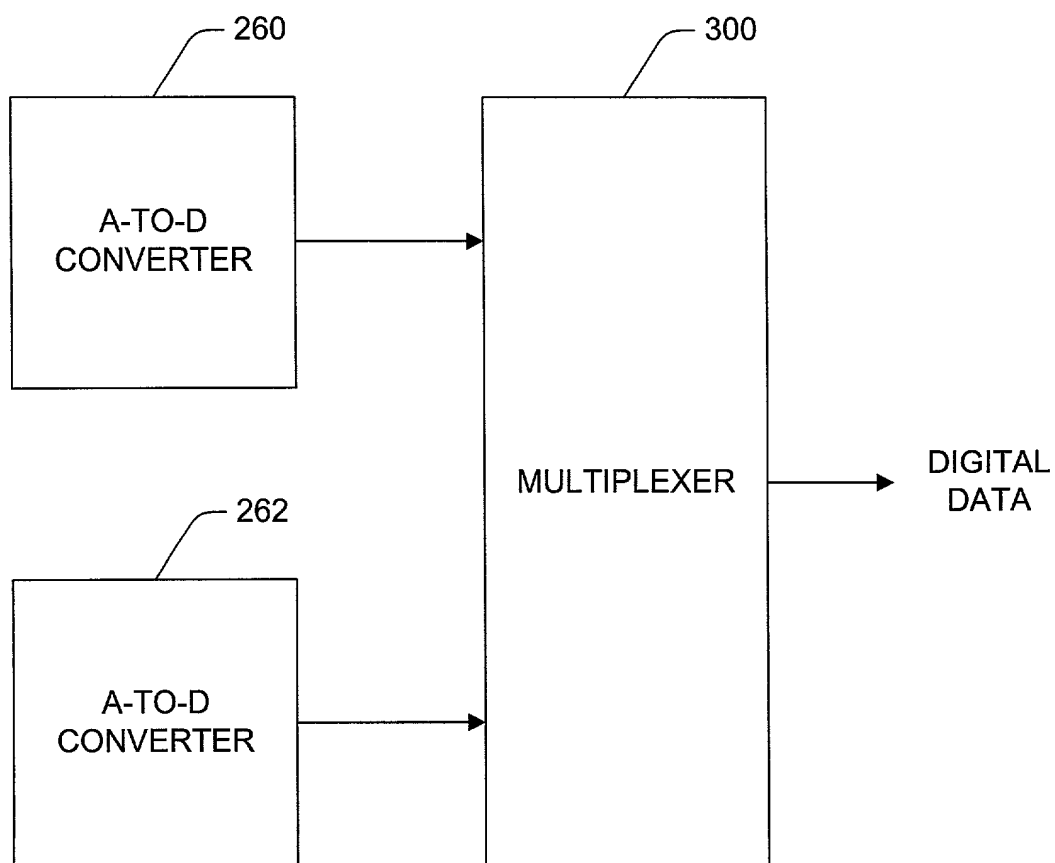 260
300
A-TO-D
CONVERTER
MULTIPLEXER
DIGITAL
DATA
262
A-TO-D
CONVERTER